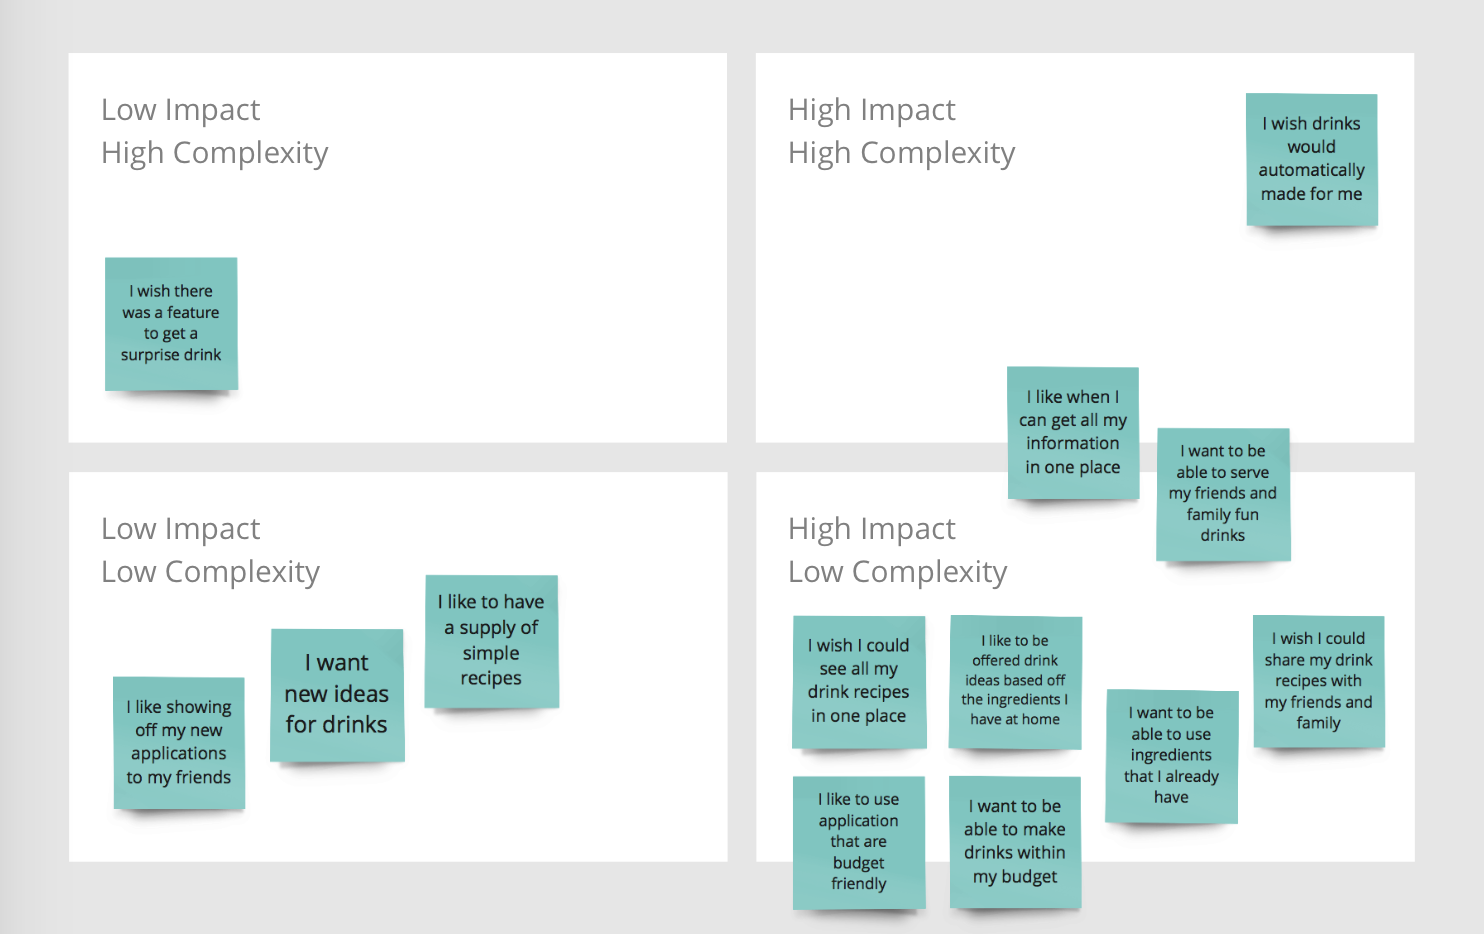 Low Impact
High Complexity
I wish there
was a feature
to get a
surprise drink
High Impact
High Complexity
I wish drinks
would
automatically
made for me
I like when I
can get all my
information
in one place
I want to be
able to serve
my friends and
family fun
drinks
Low Impact
Low Complexity
I like showing
off my new
applications
to my friends
I want
new ideas
for drinks
I like to have
a supply of
simple
recipes
High Impact
Low Complexity
I wish I could
see all my
drink recipes
in one place
I like to be
offered drink
ideas based off
the ingredients I
have at home
I want to be
able to use
ingredients
that I already
have
I wish I could
share my drink
recipes with
my friends and
family
I like to use
application
that are
budget
friendly
I want to be
able to make
drinks within
my budget